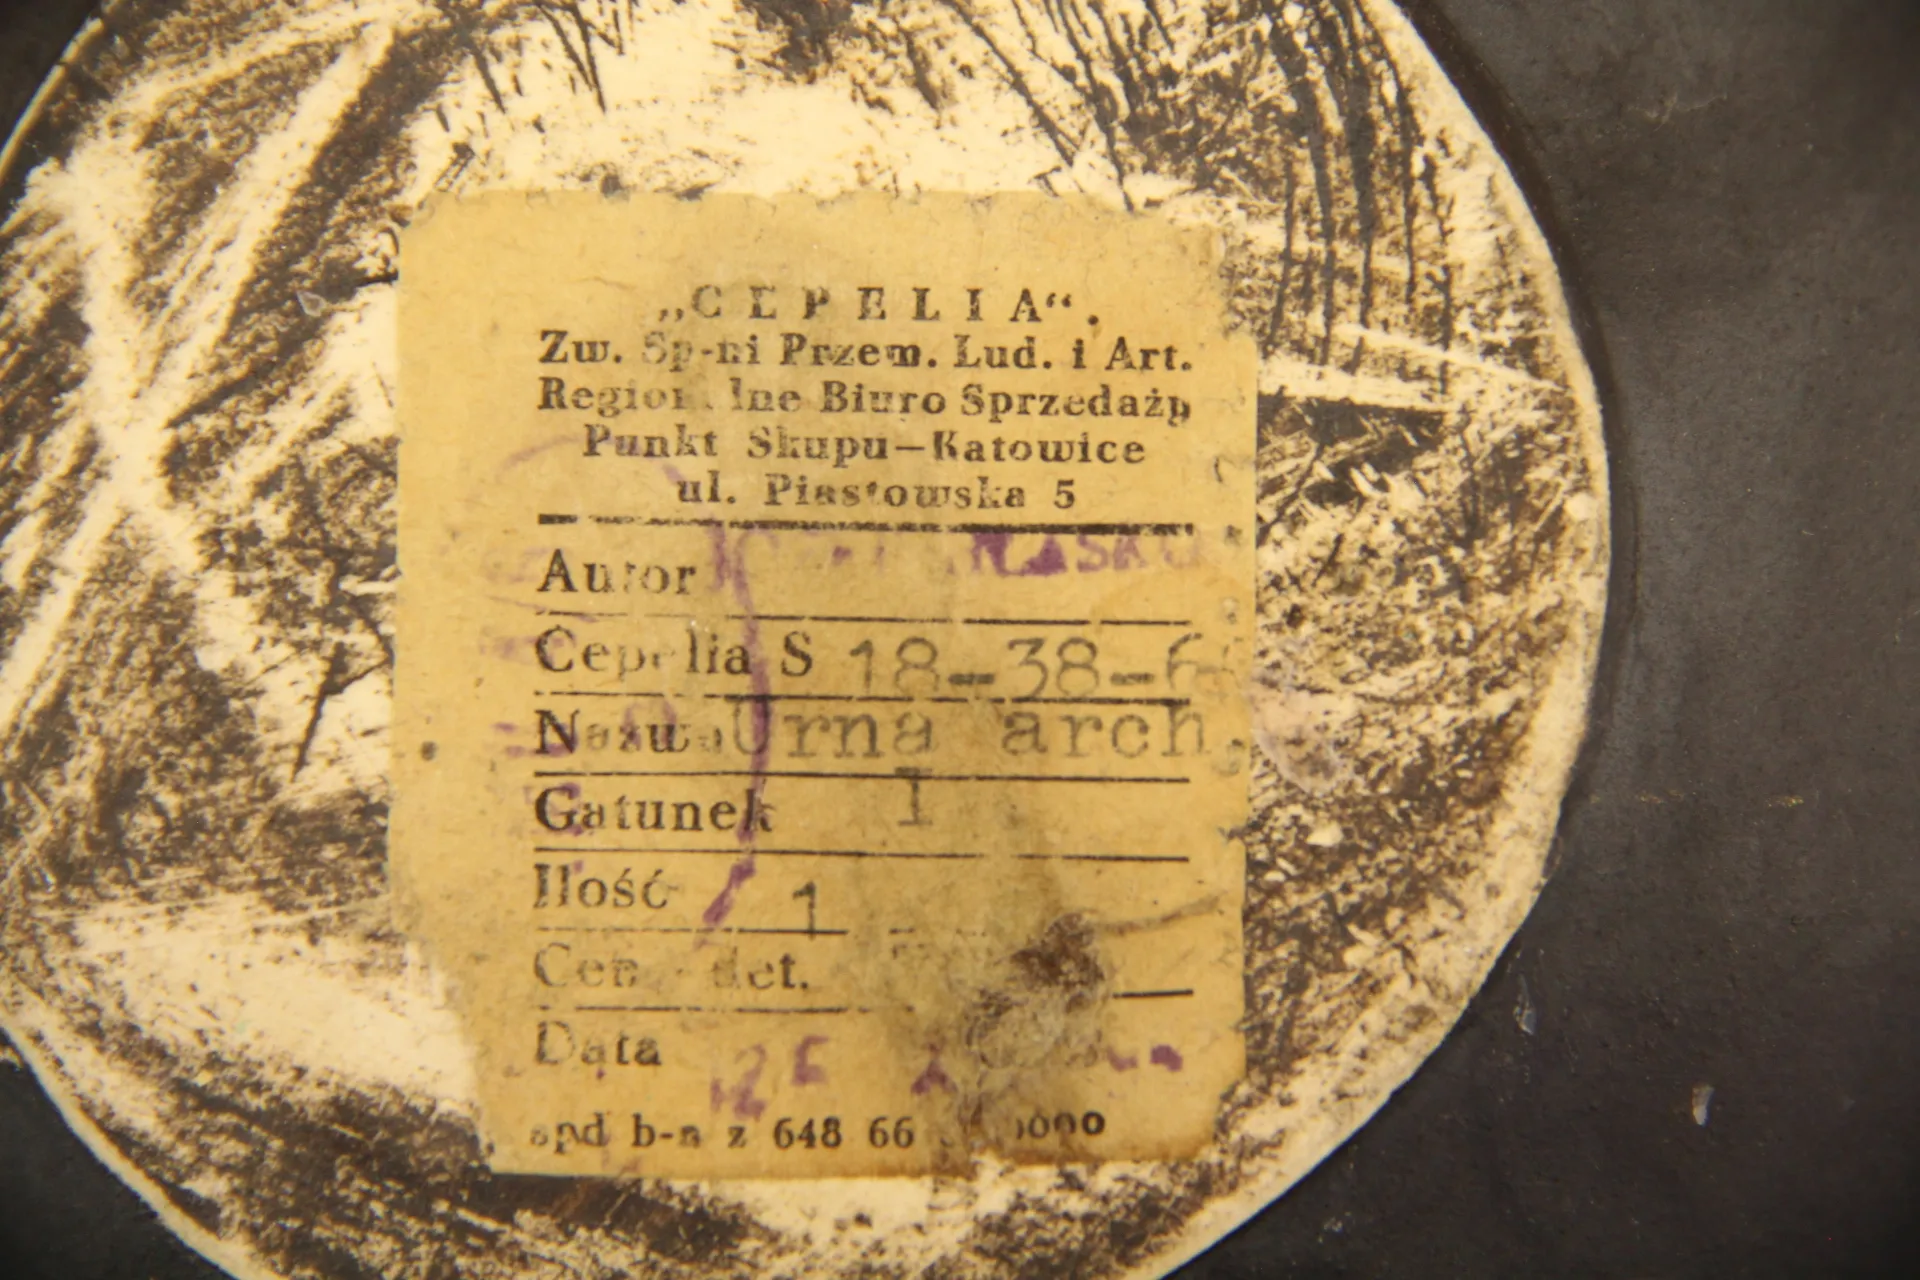 „CEPELIA“.
Zw. Sp-ni Przem. Lud. i Art.
Regionalne Biuro Sprzedaży
Punkt Skupu—Katowice
ul. Piastowska 5
Autor
Cepelia S 18-38-6
Nazwa Urna arch.
Gatunek I
Ilość 1
Cena det.
Data
spd b-n z 648 66